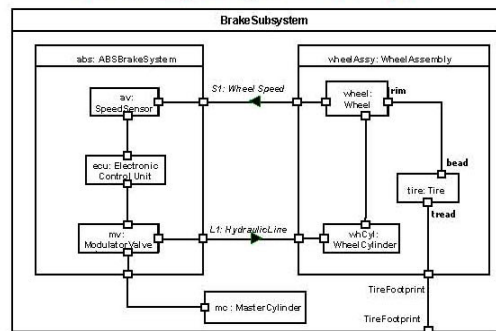 BrakeSubsystem
abs: ABSBrakeSystem
wheelAssy: WheelAssembly
S1: Wheel Speed
av:
SpeedSensor
wheel:
Wheel
rim
ecu: Electronic
Control Unit
bead
tire: Tire
tread
mv:
ModulatorValve
L1: HydraulicLine
whCyl:
WheelCylinder
TireFootprint
mc : MasterCylinder
TireFootprint